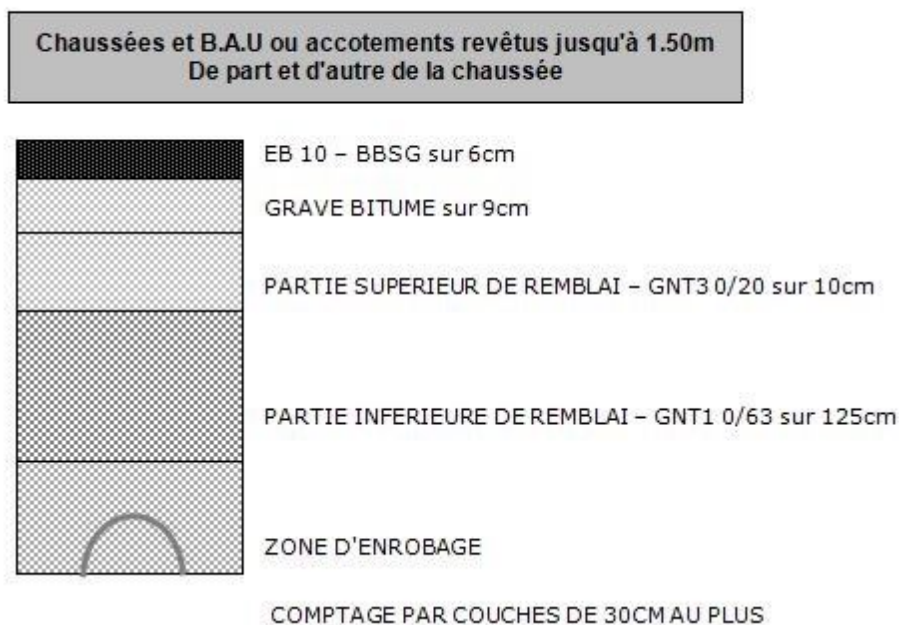 Chaussées et B.A.U ou accotements revêtus jusqu'à 1.50m
De part et d'autre de la chaussée
EB 10 – BBSG sur 6cm
GRAVE BITUME sur 9cm
PARTIE SUPERIEUR DE REMBLAI – GNT3 0/20 sur 10cm
PARTIE INFERIEURE DE REMBLAI – GNT1 0/63 sur 125cm
ZONE D'ENROBAGE
COMPTAGE PAR COUCHES DE 30CM AU PLUS